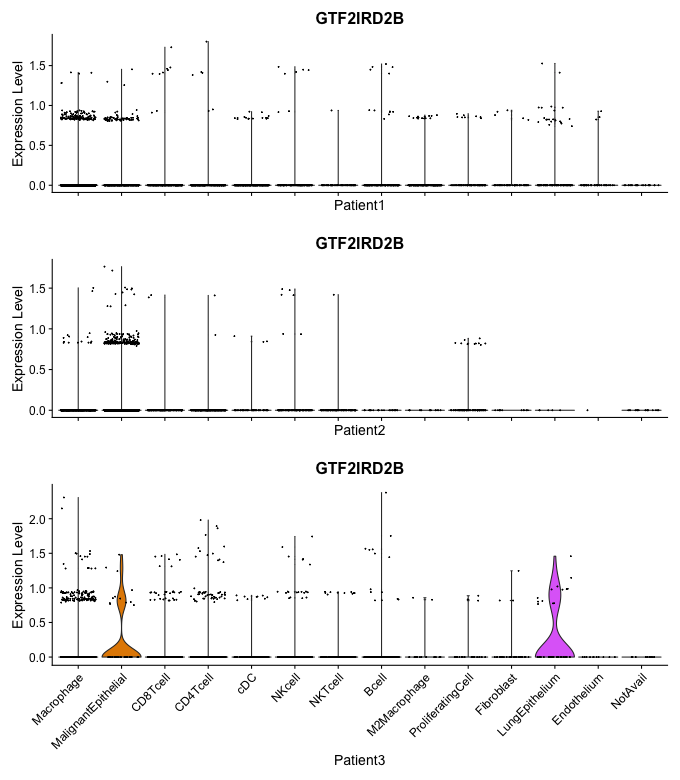 GTF2IRD2B
Expression Level
1.5
1.0
0.5
0.0
Patient1
GTF2IRD2B
Expression Level
1.5
1.0
0.5
0.0
Patient2
GTF2IRD2B
Expression Level
2.0
1.5
1.0
0.5
0.0
Macrophage
MalignantEpithelial
CD8Tcell
CD4Tcell
cDC
NKcell
NKTcell
Bcell
M2Macrophage
ProliferatingCell
Fibroblast
LungEpithelium
Endothelium
NotAvail
Patient3